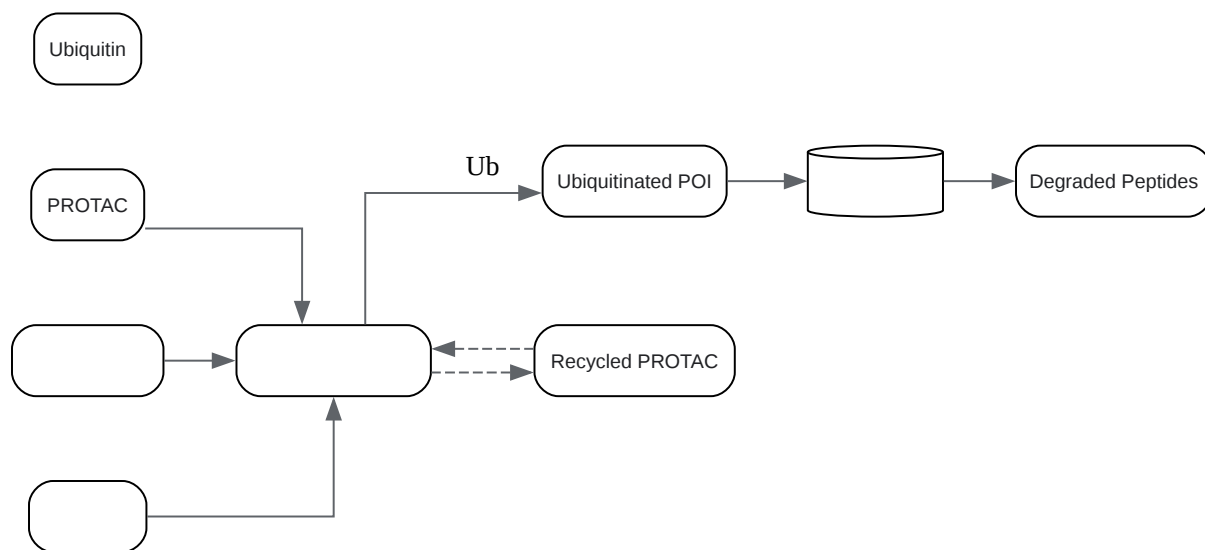 Ubiquitin
PROTAC
Ub
Ubiquitinated POI
Degraded Peptides
Recycled PROTAC